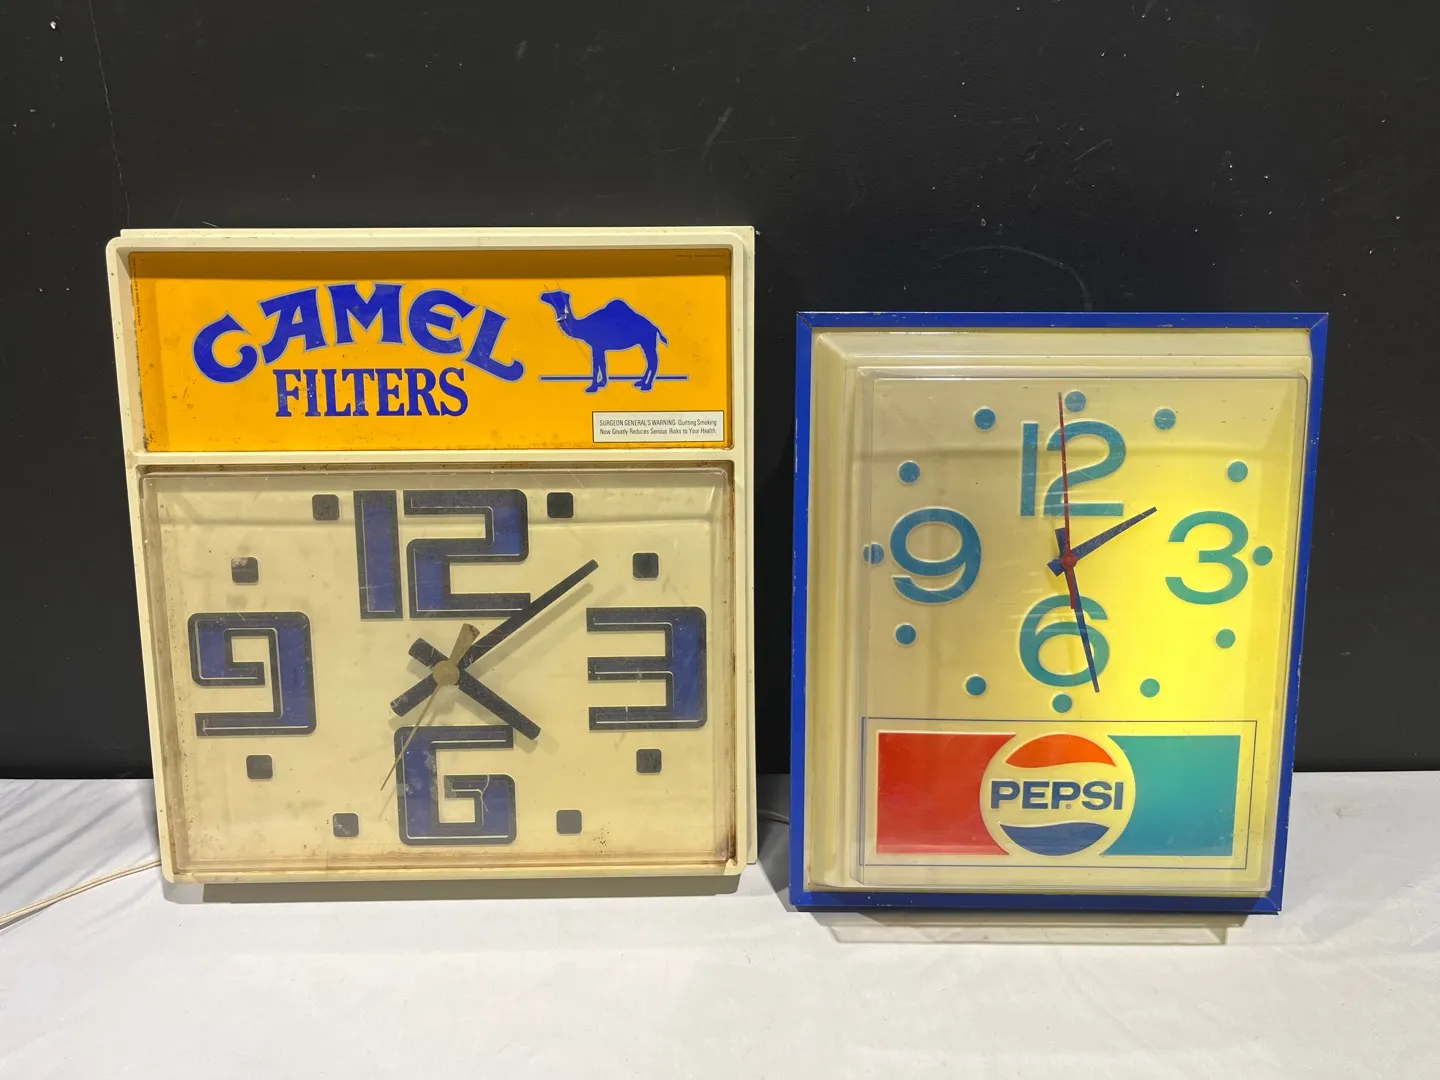 CAMEL
FILTERS
SURGEON GENERAL'S WARNING: Quitting Smoking
Now Greatly Reduces Serious Risks to Your Health.
12
9
3
6
12
9
3
6
PEPSI
®